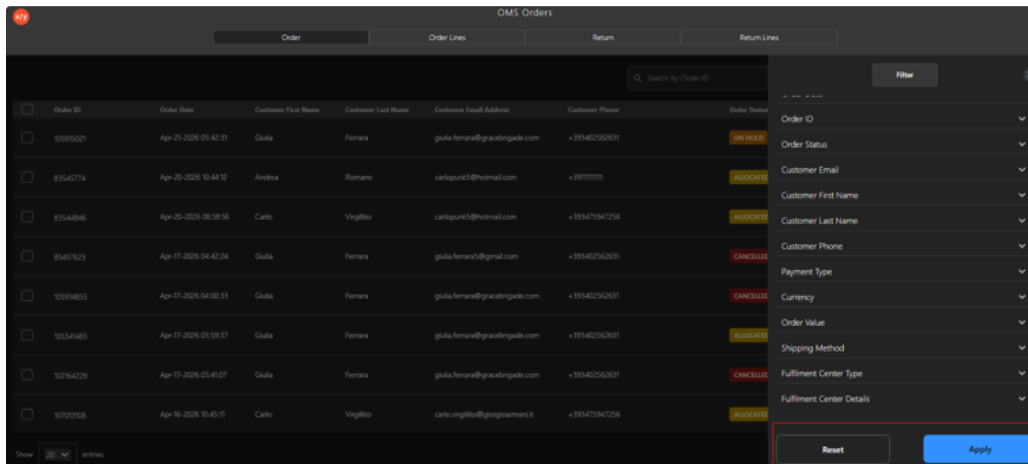 x/y
OMS Orders
Order Order Lines Return Return Lines
Search by Order ID
Filter
Order ID Order Date Customer First Name Customer Last Name Customer Email Address Customer Phone Order Status
105915021 Apr-21-2026 05:42:31 Giulia Ferrara giulia.ferrara@gracebrigade.com +393402562631 ON HOLD
83545774 Apr-20-2026 10:44:12 Andrea Romano carlopunk5@hotmail.com +3911111111 ALLOCATED
83544846 Apr-20-2026 08:58:56 Carlo Virgillito carlopunk5@hotmail.com +393475947256 ALLOCATED
85457623 Apr-17-2026 04:42:24 Giulia Ferrara giulia.ferrara5@gmail.com +393402562631 CANCELLED
105914855 Apr-17-2026 04:00:33 Giulia Ferrara giulia.ferrara@gracebrigade.com +393402562631 CANCELLED
105341465 Apr-17-2026 03:59:37 Giulia Ferrara giulia.ferrara@gracebrigade.com +393402562631 ALLOCATED
102164229 Apr-17-2026 03:41:07 Giulia Ferrara giulia.ferrara@gracebrigade.com +393402562631 CANCELLED
107013108 Apr-16-2026 10:45:11 Carlo Virgillito carlo.virgillito@giorgioarmani.it +393475947256 ALLOCATED
Show 20 entries
Order ID
Order Status
Customer Email
Customer First Name
Customer Last Name
Customer Phone
Payment Type
Currency
Order Value
Shipping Method
Fulfilment Center Type
Fulfilment Center Details
Reset Apply